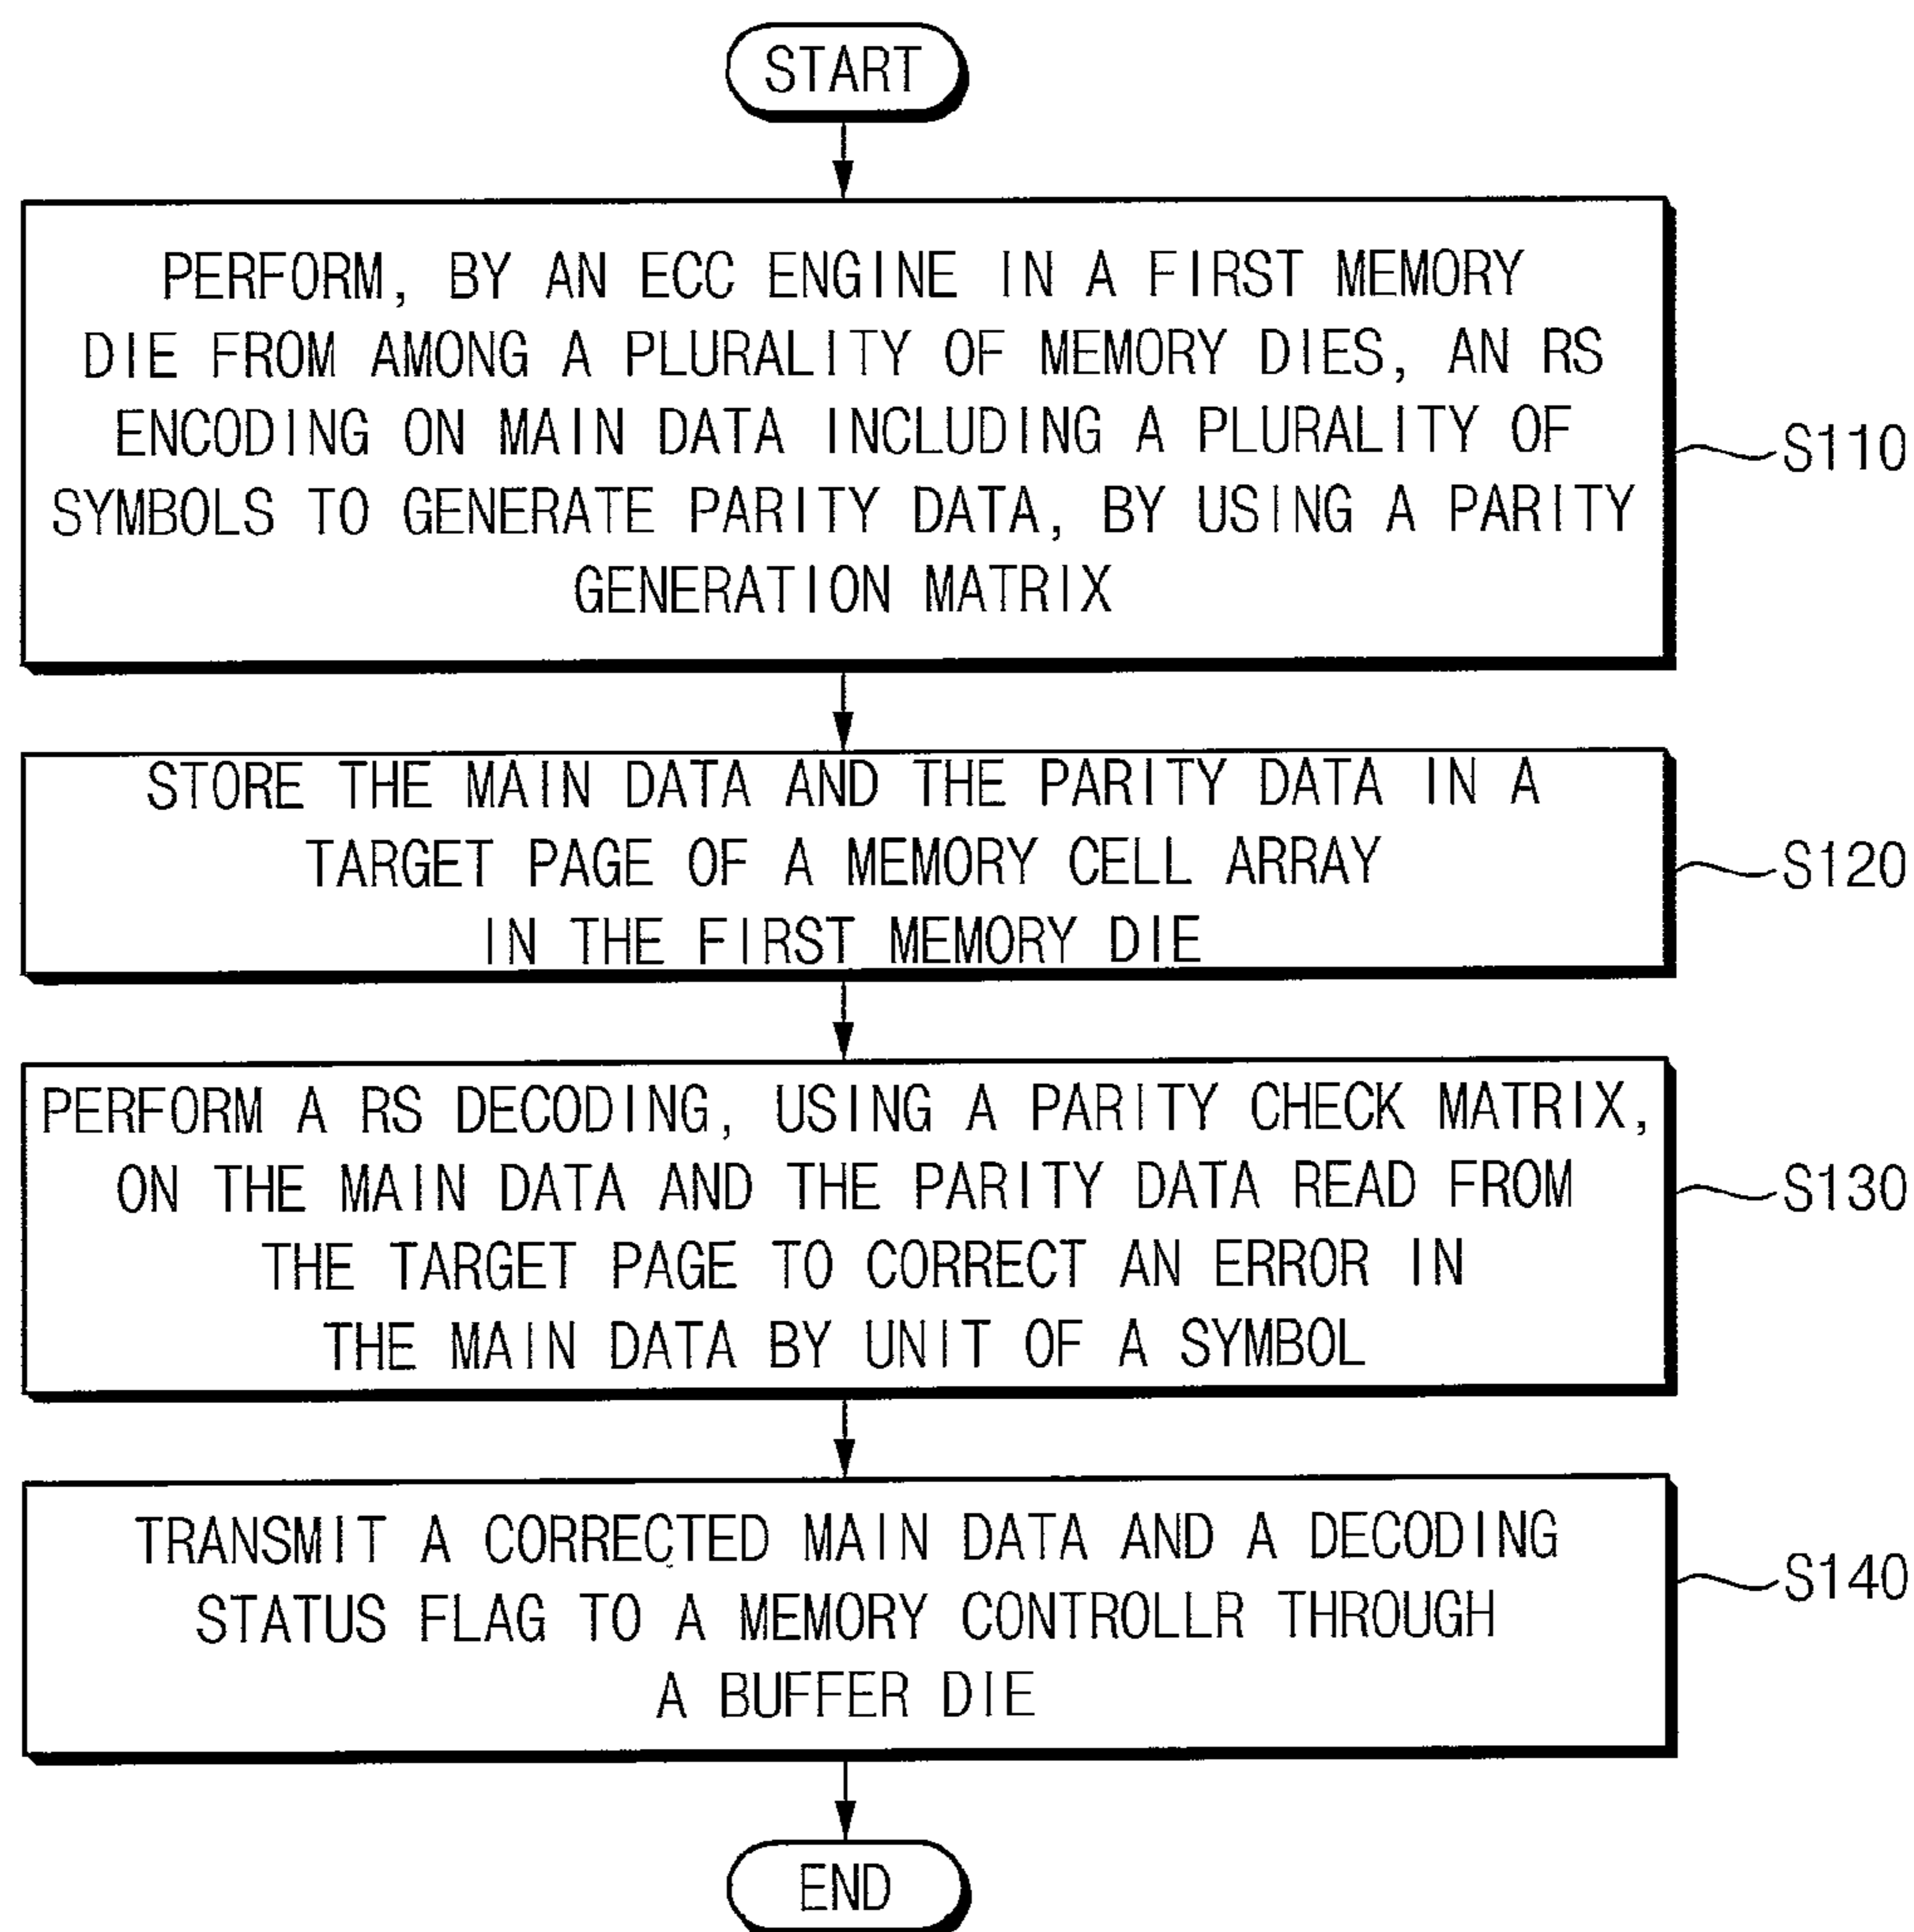 START
PERFORM, BY AN ECC ENGINE IN A FIRST MEMORY
DIE FROM AMONG A PLURALITY OF MEMORY DIES, AN RS
ENCODING ON MAIN DATA INCLUDING A PLURALITY OF
SYMBOLS TO GENERATE PARITY DATA, BY USING A PARITY
GENERATION MATRIX
S110
STORE THE MAIN DATA AND THE PARITY DATA IN A
TARGET PAGE OF A MEMORY CELL ARRAY
IN THE FIRST MEMORY DIE
S120
PERFORM A RS DECODING, USING A PARITY CHECK MATRIX,
ON THE MAIN DATA AND THE PARITY DATA READ FROM
THE TARGET PAGE TO CORRECT AN ERROR IN
THE MAIN DATA BY UNIT OF A SYMBOL
S130
TRANSMIT A CORRECTED MAIN DATA AND A DECODING
STATUS FLAG TO A MEMORY CONTROLLR THROUGH
A BUFFER DIE
S140
END